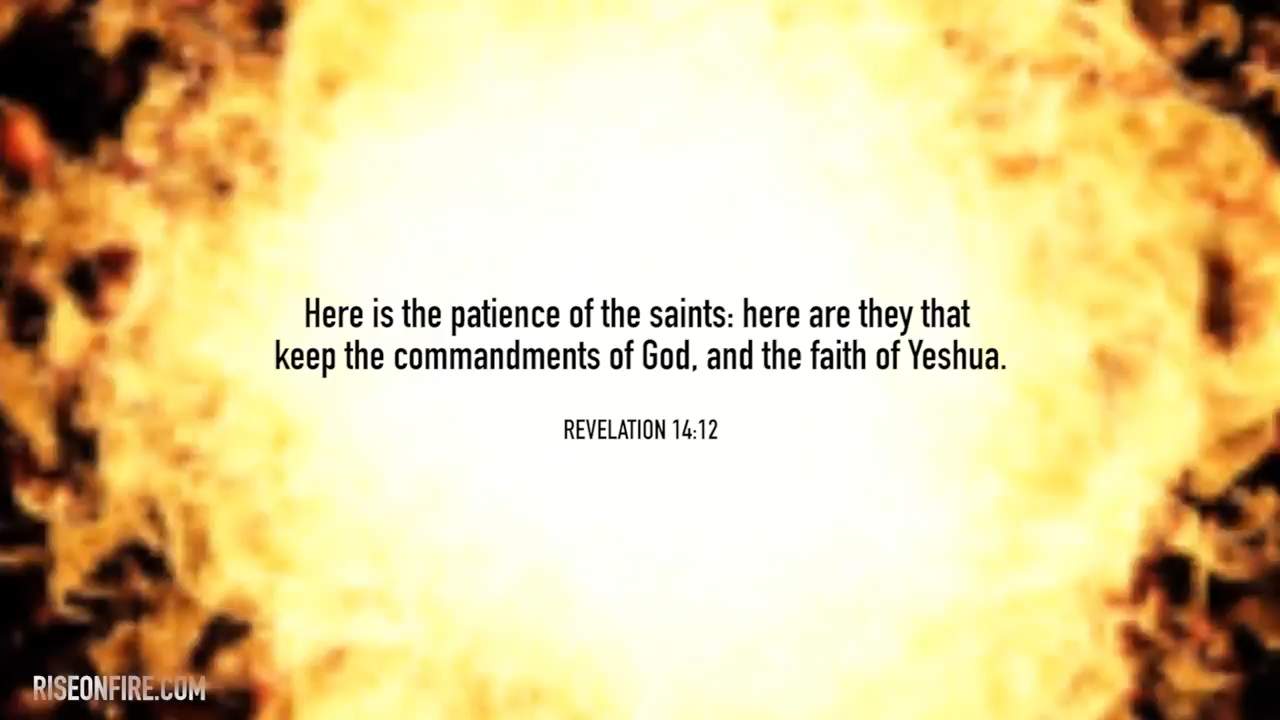 Here is the patience of the saints: here are they that
keep the commandments of God, and the faith of Yeshua.
REVELATION 14:12
RISEONFIRE.COM